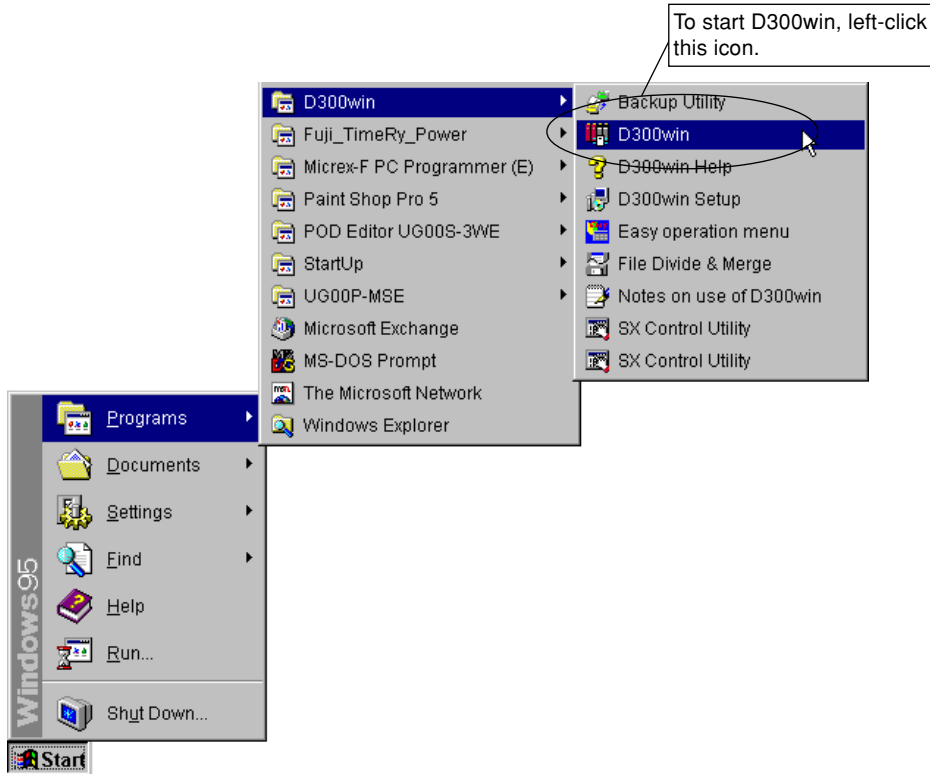 To start D300win, left-click
this icon.
D300win
Fuji_TimeRy_Power
Micrex-F PC Programmer (E)
Paint Shop Pro 5
POD Editor UG00S-3WE
StartUp
UG00P-MSE
Microsoft Exchange
MS-DOS Prompt
The Microsoft Network
Windows Explorer
Backup Utility
D300win
D300win Help
D300win Setup
Easy operation menu
File Divide & Merge
Notes on use of D300win
SX Control Utility
SX Control Utility
Programs
Documents
Settings
Find
Help
Run...
Shut Down...
Windows95
Start